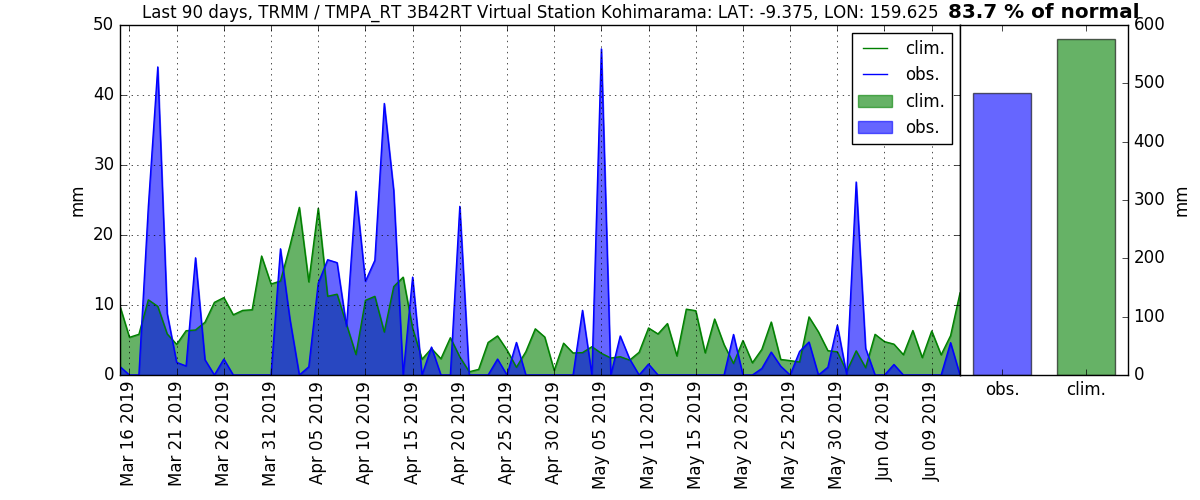 Last 90 days, TRMM / TMPA_RT 3B42RT Virtual Station Kohimarama: LAT: -9.375, LON: 159.625 83.7 % of normal
50
40
30
20
10
0
mm
clim.
obs.
clim.
obs.
600
500
400
300
200
100
0
mm
obs.
clim.
Mar 16 2019
Mar 21 2019
Mar 26 2019
Mar 31 2019
Apr 05 2019
Apr 10 2019
Apr 15 2019
Apr 20 2019
Apr 25 2019
Apr 30 2019
May 05 2019
May 10 2019
May 15 2019
May 20 2019
May 25 2019
May 30 2019
Jun 04 2019
Jun 09 2019